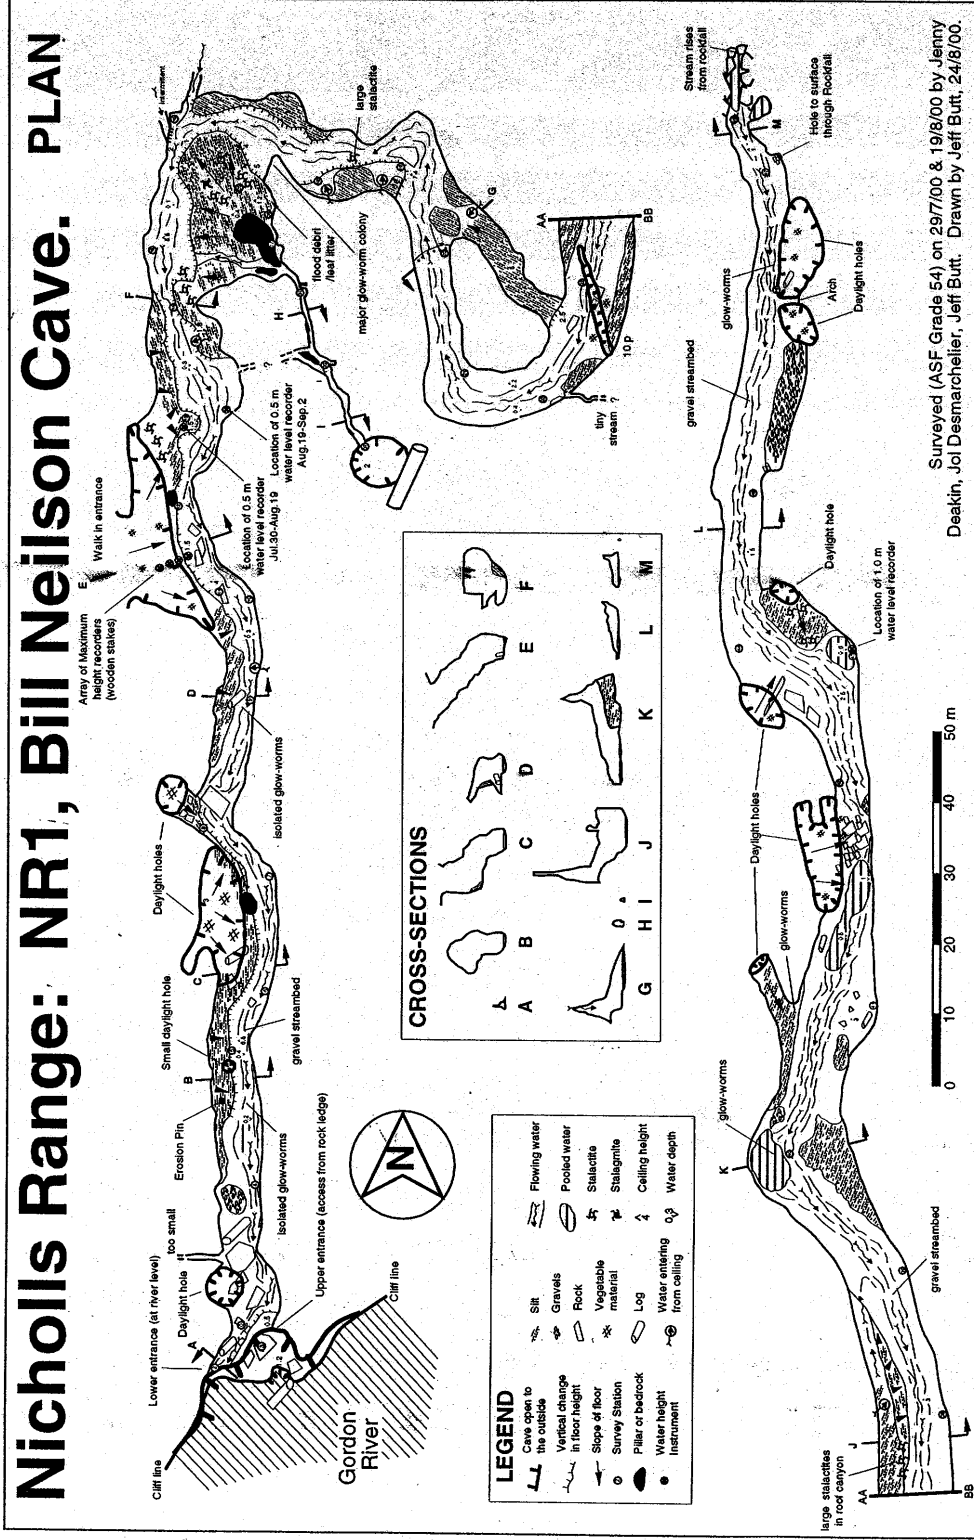 Nicholls Range: NR1, Bill Neilson Cave. PLAN
Cliff line
Lower entrance (at river level)
Daylight hole
too small
A
Gordon
River
Cliff line
Upper entrance (access from rock ledge)
Isolated glow-worms
Erosion Pin
B
Small daylight hole
gravel streambed
C
Daylight holes
isolated glow-worms
D
Array of Maximum
height recorders
(wooden stakes)
E
Walk in entrance
Location of 0.5 m
water level recorder
Jul.30-Aug.19
Location of 0.5 m
water level recorder
Aug.19-Sep.2
F
intermittent
?
H
I
flood debri
/leaf litter
major glow-worm colony
large
stalactite
G
AA
BB
10 p
tiny
stream ?
N
LEGEND
Cave open to
the outside
Vertical change
in floor height
Slope of floor
Survey Station
Pillar or bedrock
Water height
instrument
Silt
Gravels
Rock
Vegetable
material
Log
Water entering
from ceiling
Flowing water
Pooled water
Stalactite
Stalagmite
4 Ceiling height
0.3 Water depth
CROSS-SECTIONS
A B C D E F
G H I J K L M
large stalactites
in roof canyon
AA
BB
J
gravel streambed
K
glow-worms
glow-worms
Daylight holes
Location of 1.0 m
water level recorder
Daylight hole
L
gravel streambed
glow-worms
Arch
Daylight holes
Hole to surface
through Rockfall
M
Stream rises
from rockfall
0 10 20 30 40 50 m
Surveyed (ASF Grade 54) on 29/7/00 & 19/8/00 by Jenny
Deakin, Jol Desmarchelier, Jeff Butt. Drawn by Jeff Butt, 24/8/00.